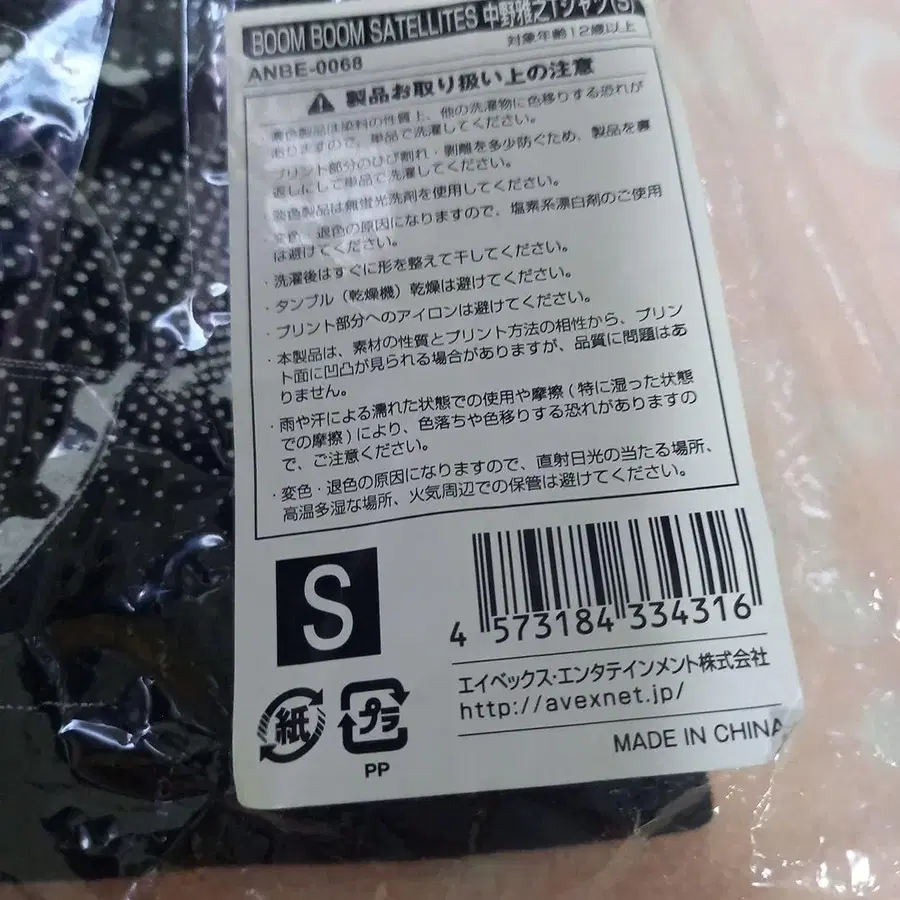 BOOM BOOM SATELLITES 中野雅之Tシャツ(S)
対象年齢12歳以上
ANBE-0068
製品お取り扱い上の注意
・濃色製品は染料の性質上、他の洗濯物に色移りする恐れが
ありますので、単品で洗濯してください。
・プリント部分のひび割れ・剥離を多少防ぐため、製品を裏
返しにして単品で洗濯してください。
・染色製品は無蛍光洗剤を使用してください。
・変色・退色の原因になりますので、塩素系漂白剤のご使用
は避けてください。
・洗濯後はすぐに形を整えて干してください。
・タンブル（乾燥機）乾燥は避けてください。
・プリント部分へのアイロンは避けてください。
・本製品は、素材の性質とプリント方法の相性から、プリン
ト面に凹凸が見られる場合がありますが、品質に問題はあ
りません。
・雨や汗による濡れた状態での使用や摩擦(特に湿った状態
での摩擦)により、色落ちや色移りする恐れがありますの
で、ご注意ください。
・変色・退色の原因になりますので、直射日光の当たる場所、
高温多湿な場所、火気周辺での保管は避けてください。
S
4 573184 334316
エイベックス・エンタテインメント株式会社
http://avexnet.jp/
紙
プラ
PP
MADE IN CHINA